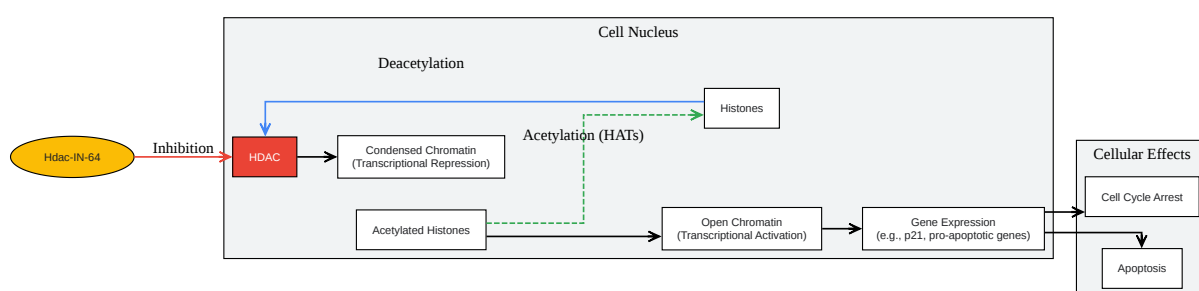 Cell Nucleus
Deacetylation
Histones
Acetylation (HATs)
Inhibition
Hdac-IN-64
HDAC
Condensed Chromatin
(Transcriptional Repression)
Cellular Effects
Cell Cycle Arrest
Acetylated Histones
Open Chromatin
(Transcriptional Activation)
Gene Expression
(e.g., p21, pro-apoptotic genes)
Apoptosis